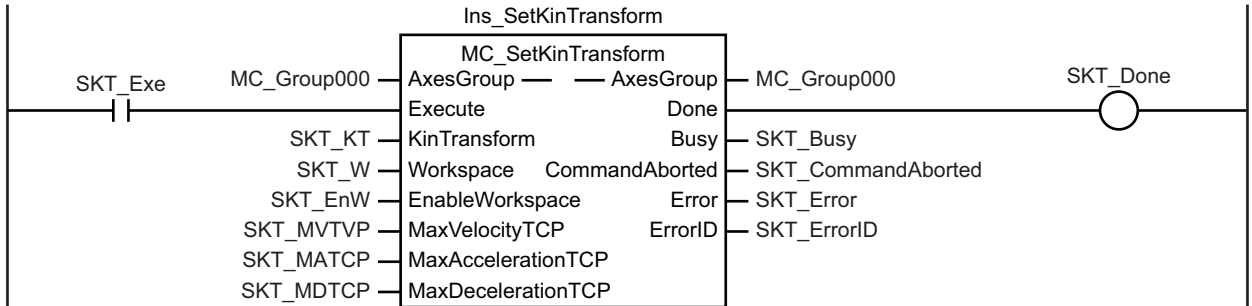 Ins_SetKinTransform
MC_SetKinTransform
SKT_Exe MC_Group000 AxesGroup AxesGroup MC_Group000 SKT_Done
Execute Done
SKT_KT KinTransform Busy SKT_Busy
SKT_W Workspace CommandAborted SKT_CommandAborted
SKT_EnW EnableWorkspace Error SKT_Error
SKT_MVTVP MaxVelocityTCP ErrorID SKT_ErrorID
SKT_MATCP MaxAccelerationTCP
SKT_MDTCP MaxDecelerationTCP